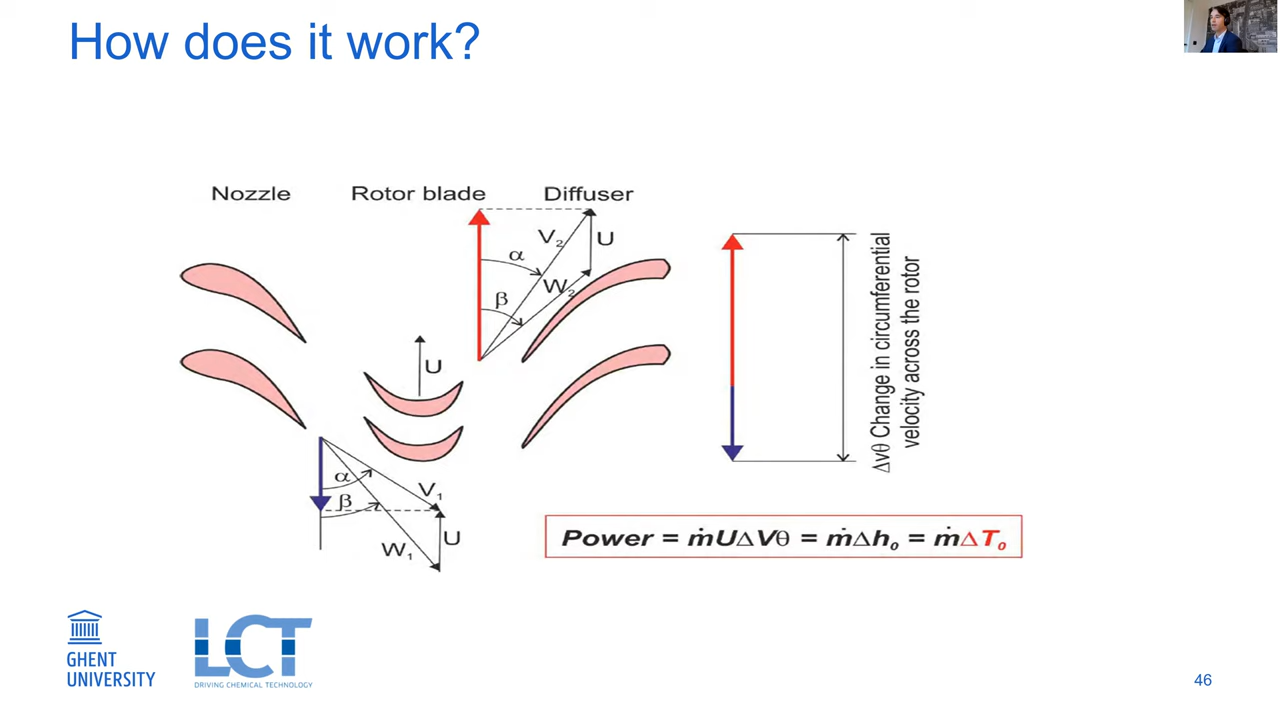 How does it work?
Nozzle
Rotor blade
Diffuser
V₂
U
α
W₂
β
U
α
V₁
β
U
W₁
Δvθ Change in circumferential
velocity across the rotor
Power = ṁUΔVθ = ṁΔhₒ = ṁΔTₒ
GHENT
UNIVERSITY
LCT
DRIVING CHEMICAL TECHNOLOGY
46